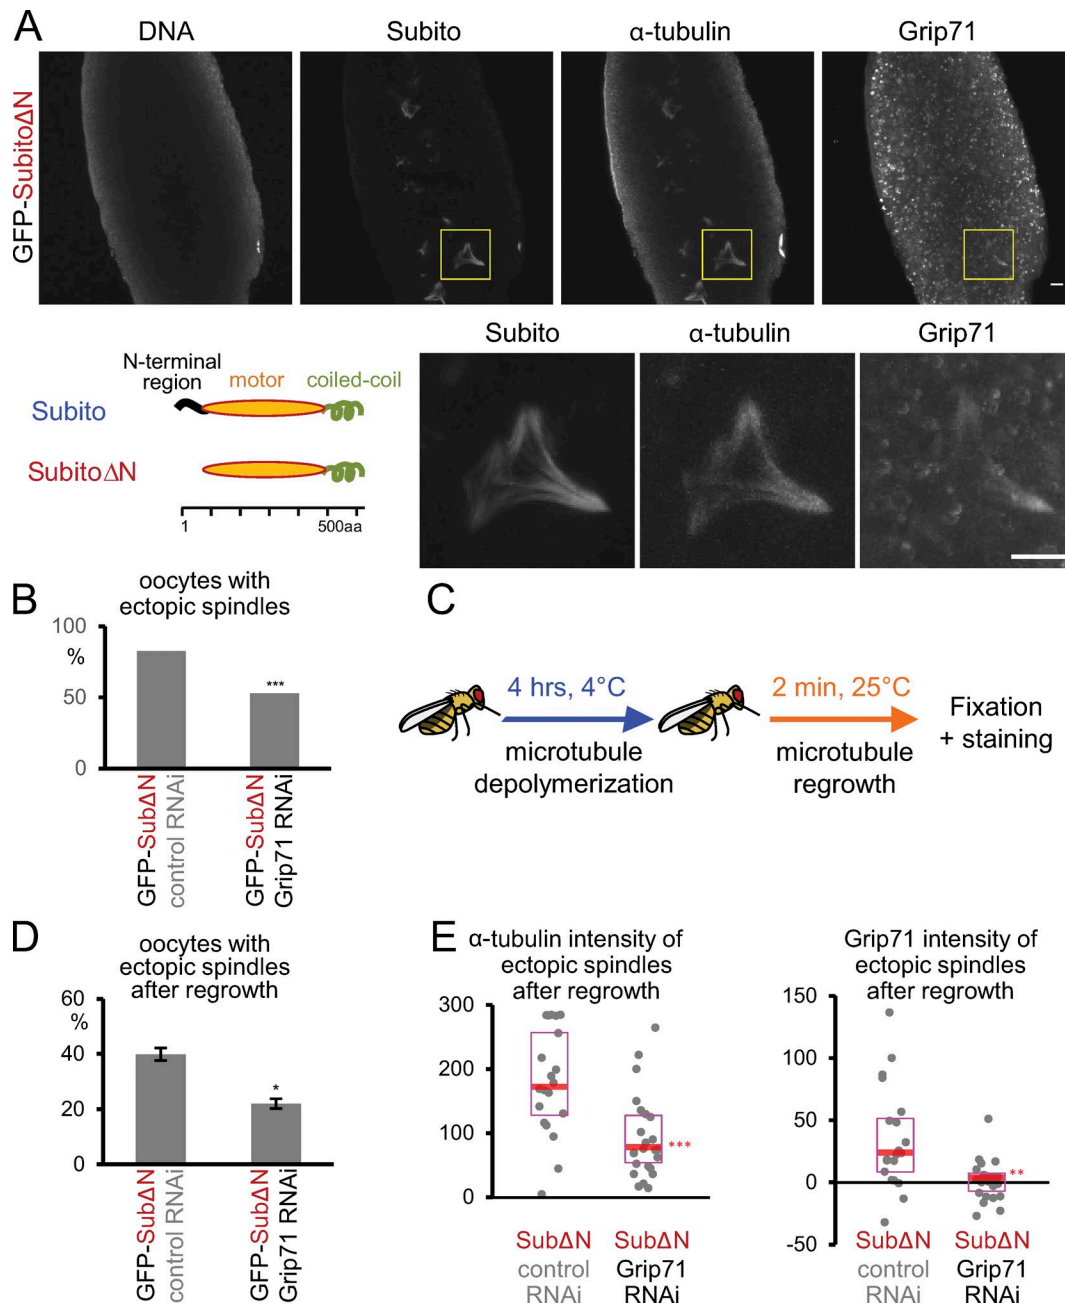 A
DNA
Subito
α-tubulin
Grip71
GFP-SubitoΔN
N-terminal
region
motor
coiled-coil
Subito
SubitoΔN
1
500aa
Subito
α-tubulin
Grip71
B
oocytes with
ectopic spindles
100
%
50
0
***
GFP-SubΔN
control RNAi
GFP-SubΔN
Grip71 RNAi
C
4 hrs, 4°C
microtubule
depolymerization
2 min, 25°C
microtubule
regrowth
Fixation
+ staining
D
oocytes with
ectopic spindles
after regrowth
60
%
40
20
0
*
GFP-SubΔN
control RNAi
GFP-SubΔN
Grip71 RNAi
E
α-tubulin intensity of
ectopic spindles
after regrowth
300
200
100
0
***
SubΔN
control
RNAi
SubΔN
Grip71
RNAi
Grip71 intensity of
ectopic spindles
after regrowth
150
100
50
0
-50
**
SubΔN
control
RNAi
SubΔN
Grip71
RNAi